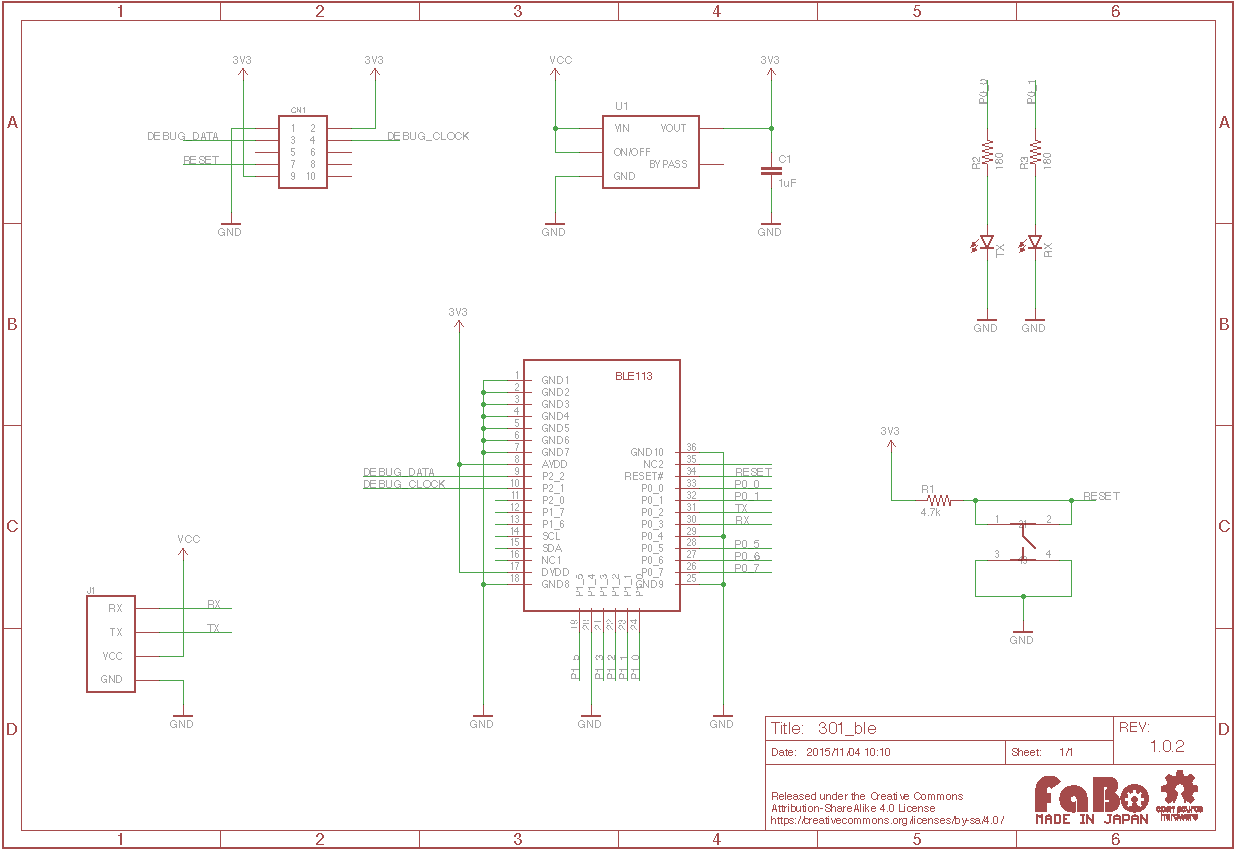 1 2 3 4 5 6
A A
B B
C C
D D
3V3 3V3
CN1
DEBUG_DATA
DEBUG_CLOCK
RESET
1 2
3 4
5 6
7 8
9 10
GND
VCC
3V3
U1
VIN VOUT
ON/OFF
BYPASS
GND
C1
1uF
GND GND
P0_0 P0_1
R2 180 R3 180
TX RX
GND GND
3V3
BLE113
1 GND1
2 GND2
3 GND3
4 GND4
5 GND5
6 GND6
7 GND7 GND10 36
8 AVDD NC2 35
DEBUG_DATA 9 P2_2 RESET# 34 RESET
DEBUG_CLOCK 10 P2_1 P0_0 33 P0_0
11 P2_0 P0_1 32 P0_1
12 P1_7 P0_2 31 TX
13 P1_6 P0_3 30 RX
14 SCL P0_4 29
15 SDA P0_5 28 P0_5
16 NC1 P0_6 27 P0_6
17 DVDD P0_7 26 P0_7
18 GND8 GND9 25
P1_5 P1_4 P1_3 P1_2 P1_1 P1_0
19 20 21 22 23 24
P1_5 P1_3 P1_2 P1_1 P1_0
GND GND GND
3V3
R1
4.7k
RESET
1 2
3 4
GND
VCC
J1
RX RX
TX TX
VCC
GND
GND
Title: 301_ble
REV:
1.0.2
Date: 2015/11/04 10:10
Sheet: 1/1
Released under the Creative Commons
Attribution-ShareAlike 4.0 License
https://creativecommons.org/licenses/by-sa/4.0/
FaBo
MADE IN JAPAN
open source
hardware
1 2 3 4 5 6